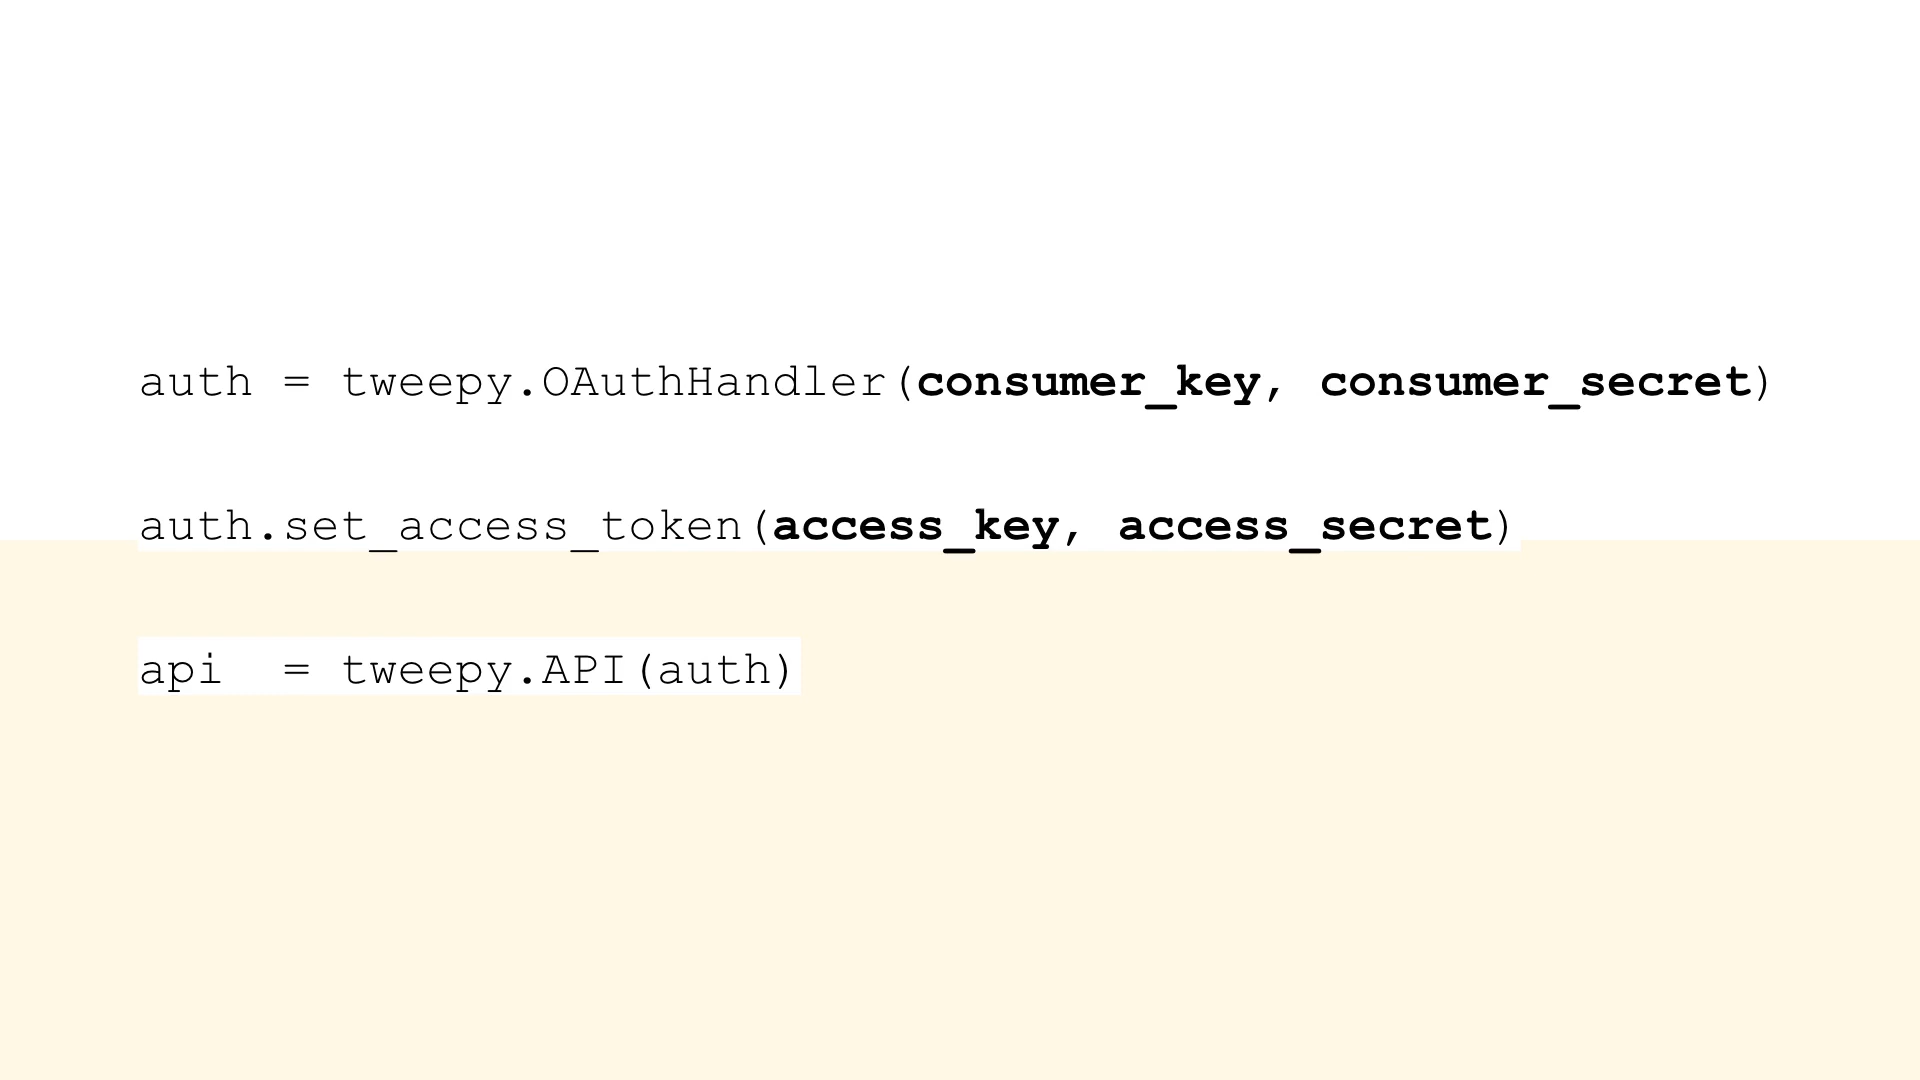 auth = tweepy.OAuthHandler(consumer_key, consumer_secret)
auth.set_access_token(access_key, access_secret)
api  = tweepy.API(auth)